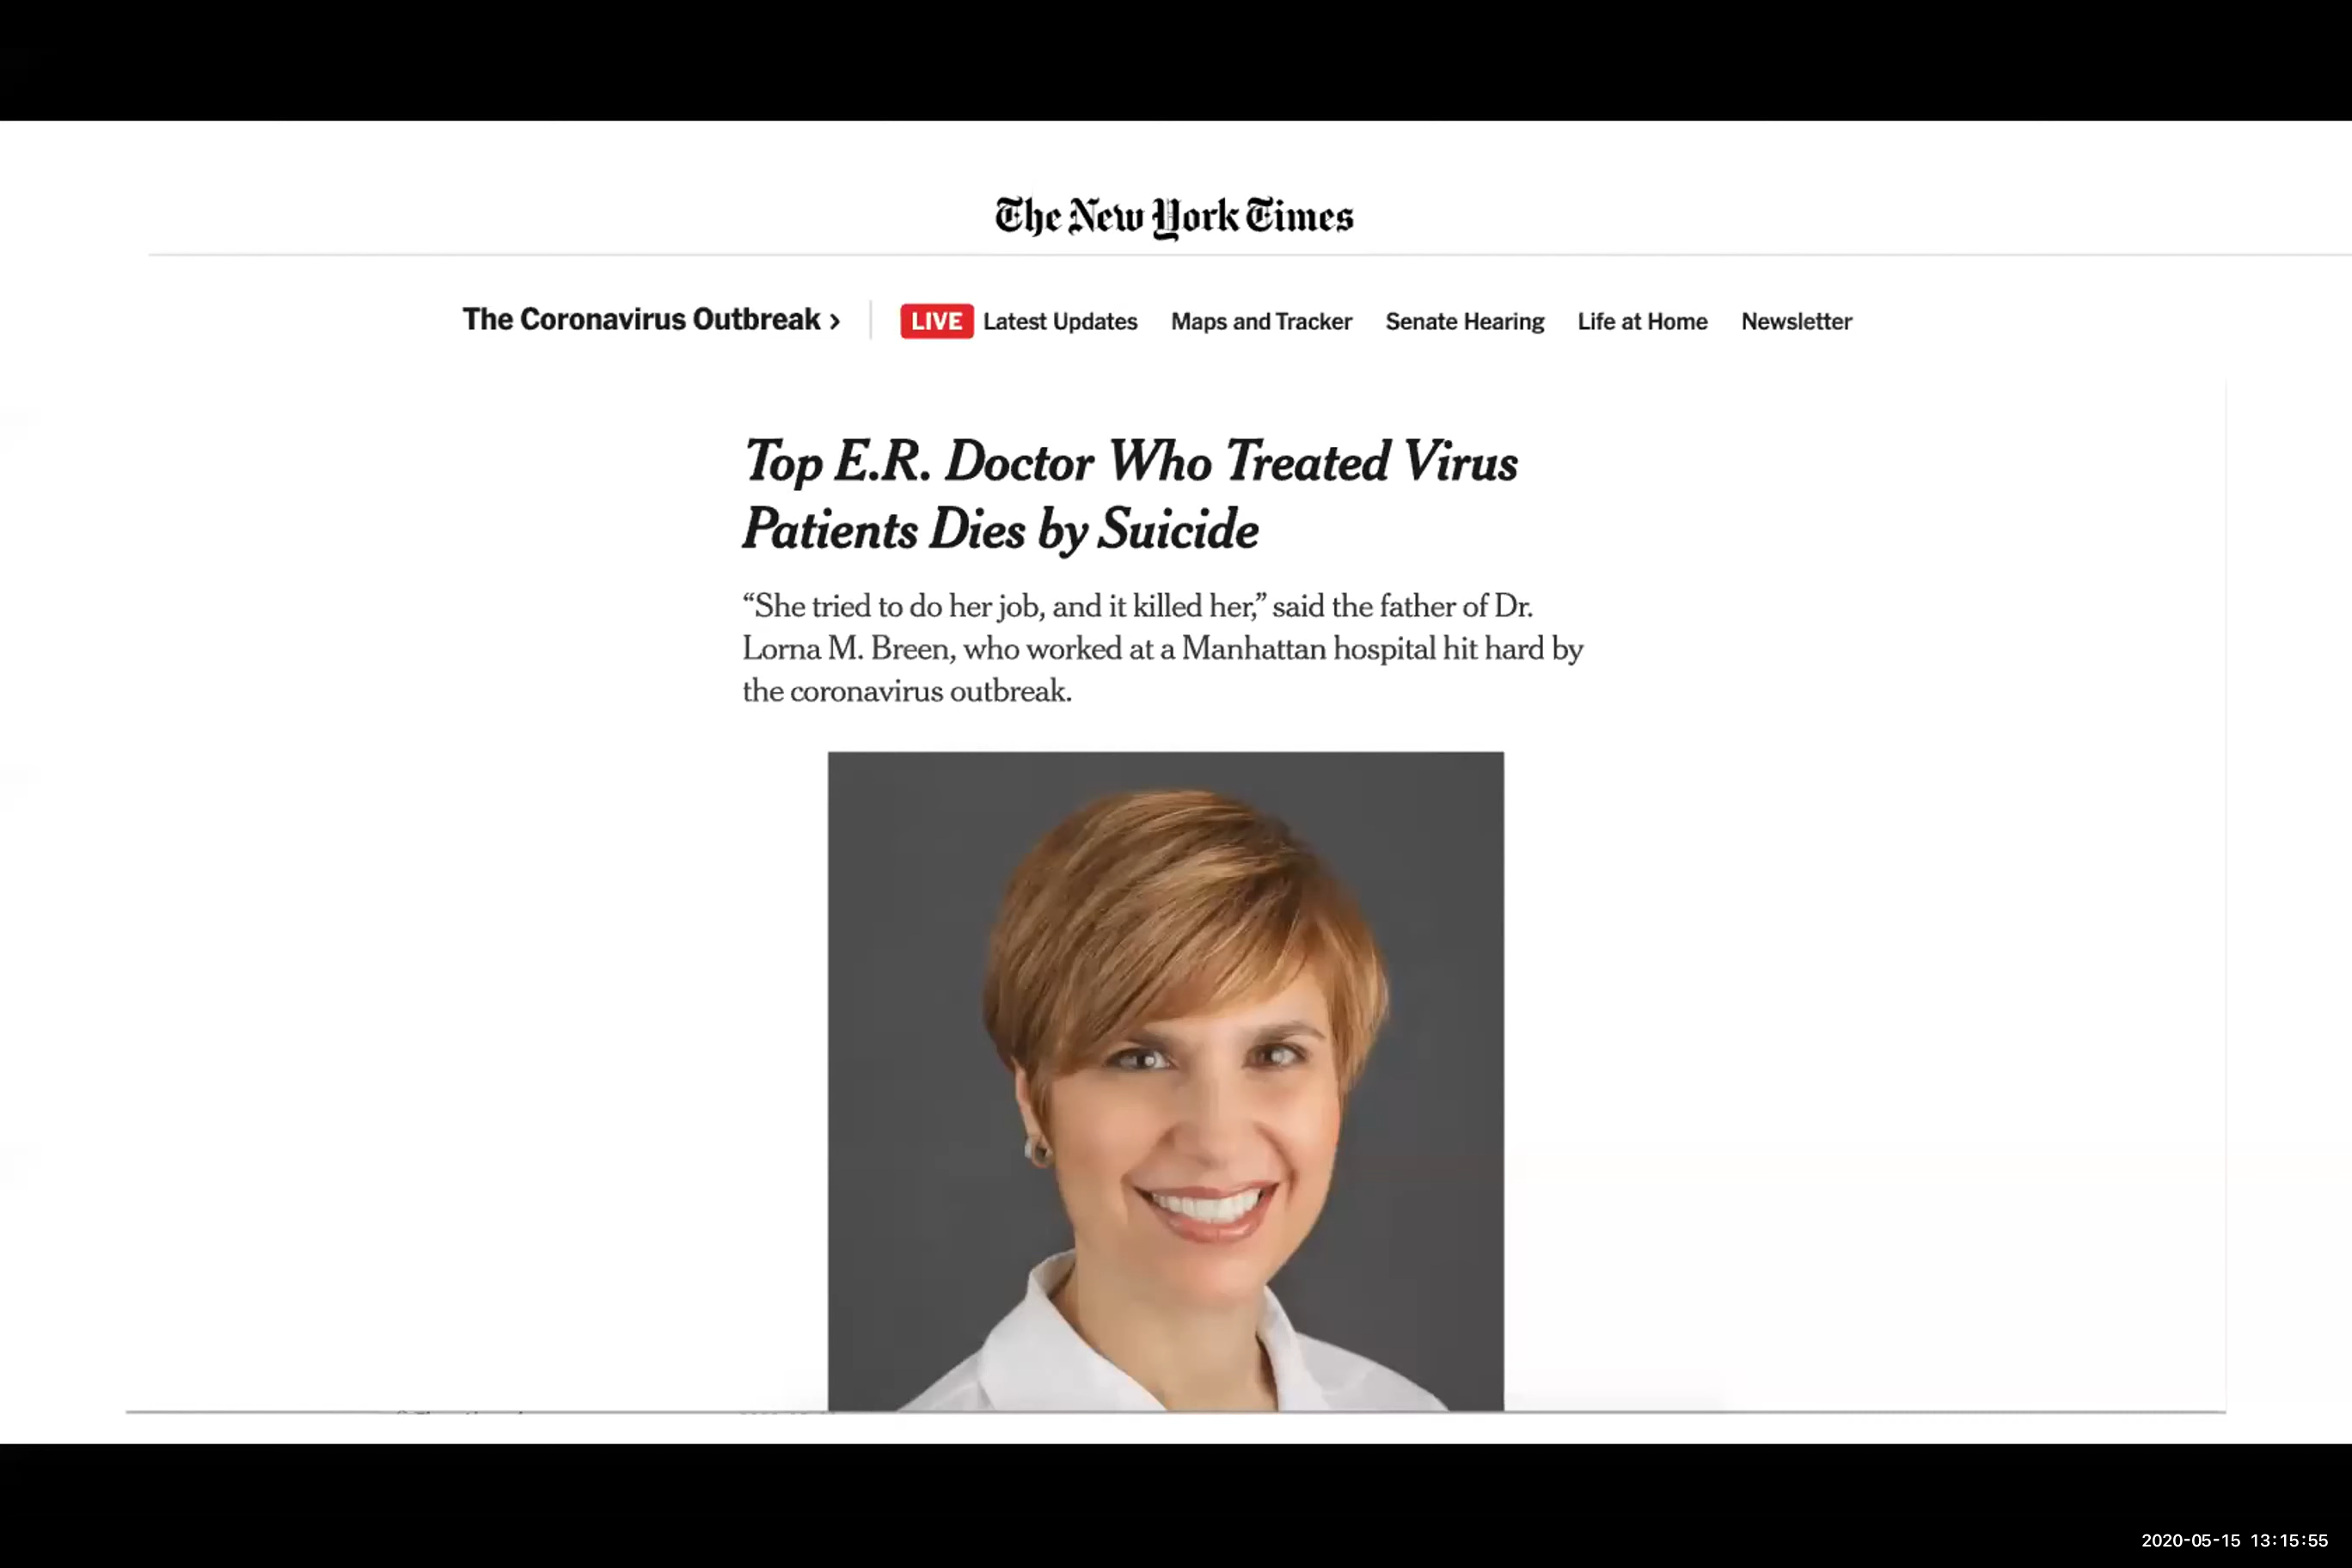 The New York Times
The Coronavirus Outbreak › LIVE Latest Updates Maps and Tracker Senate Hearing Life at Home Newsletter
Top E.R. Doctor Who Treated Virus
Patients Dies by Suicide
“She tried to do her job, and it killed her,” said the father of Dr.
Lorna M. Breen, who worked at a Manhattan hospital hit hard by
the coronavirus outbreak.
2020-05-15 13:15:55